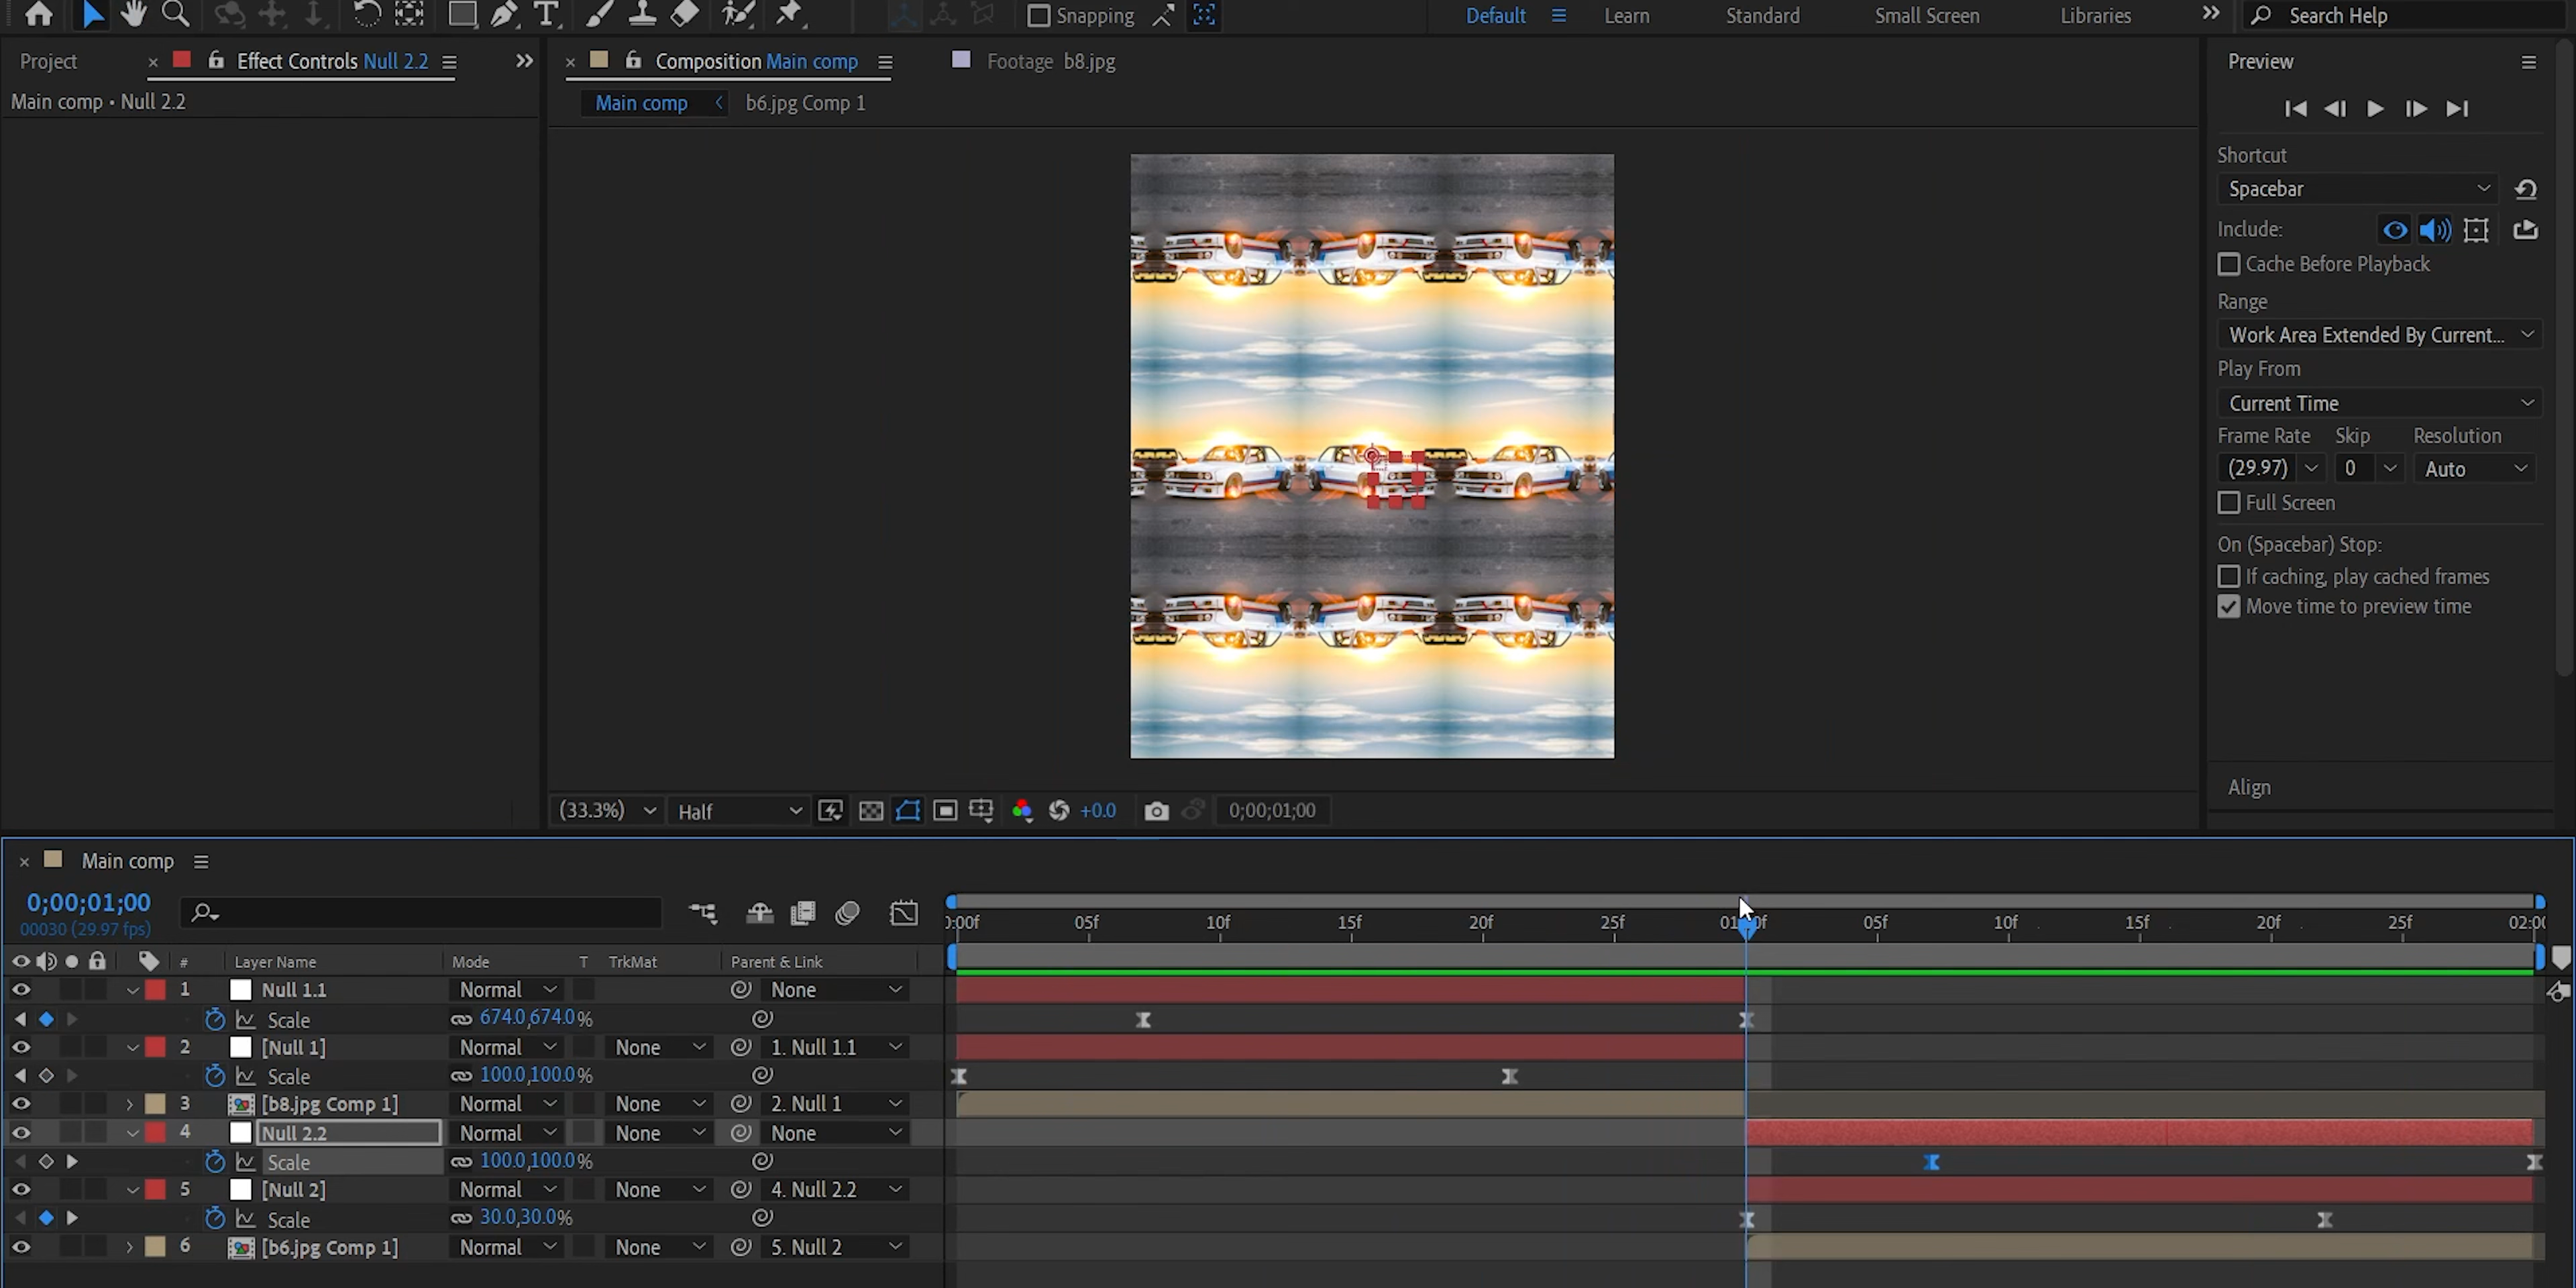 Snapping
Default
Learn
Standard
Small Screen
Libraries
Search Help
Project
Effect Controls Null 2.2
Composition Main comp
Footage b8.jpg
Preview
Main comp • Null 2.2
Main comp
b6.jpg Comp 1
Shortcut
Spacebar
Include:
Cache Before Playback
Range
Work Area Extended By Current...
Play From
Current Time
Frame Rate Skip Resolution
(29.97) 0 Auto
Full Screen
On (Spacebar) Stop:
If caching, play cached frames
Move time to preview time
Align
(33.3%) Half +0.0 0;00;01;00
Main comp
0;00;01;00
00030 (29.97 fps)
05f 10f 15f 20f 25f 05f 10f 15f 20f 25f
# Layer Name Mode T TrkMat Parent & Link
1 Null 1.1 Normal None
Scale 674.0,674.0%
2 [Null 1] Normal None 1. Null 1.1
Scale 100.0,100.0%
3 [b8.jpg Comp 1] Normal None 2. Null 1
4 Null 2.2 Normal None None
Scale 100.0,100.0%
5 [Null 2] Normal None 4. Null 2.2
Scale 30.0,30.0%
6 [b6.jpg Comp 1] Normal None 5. Null 2